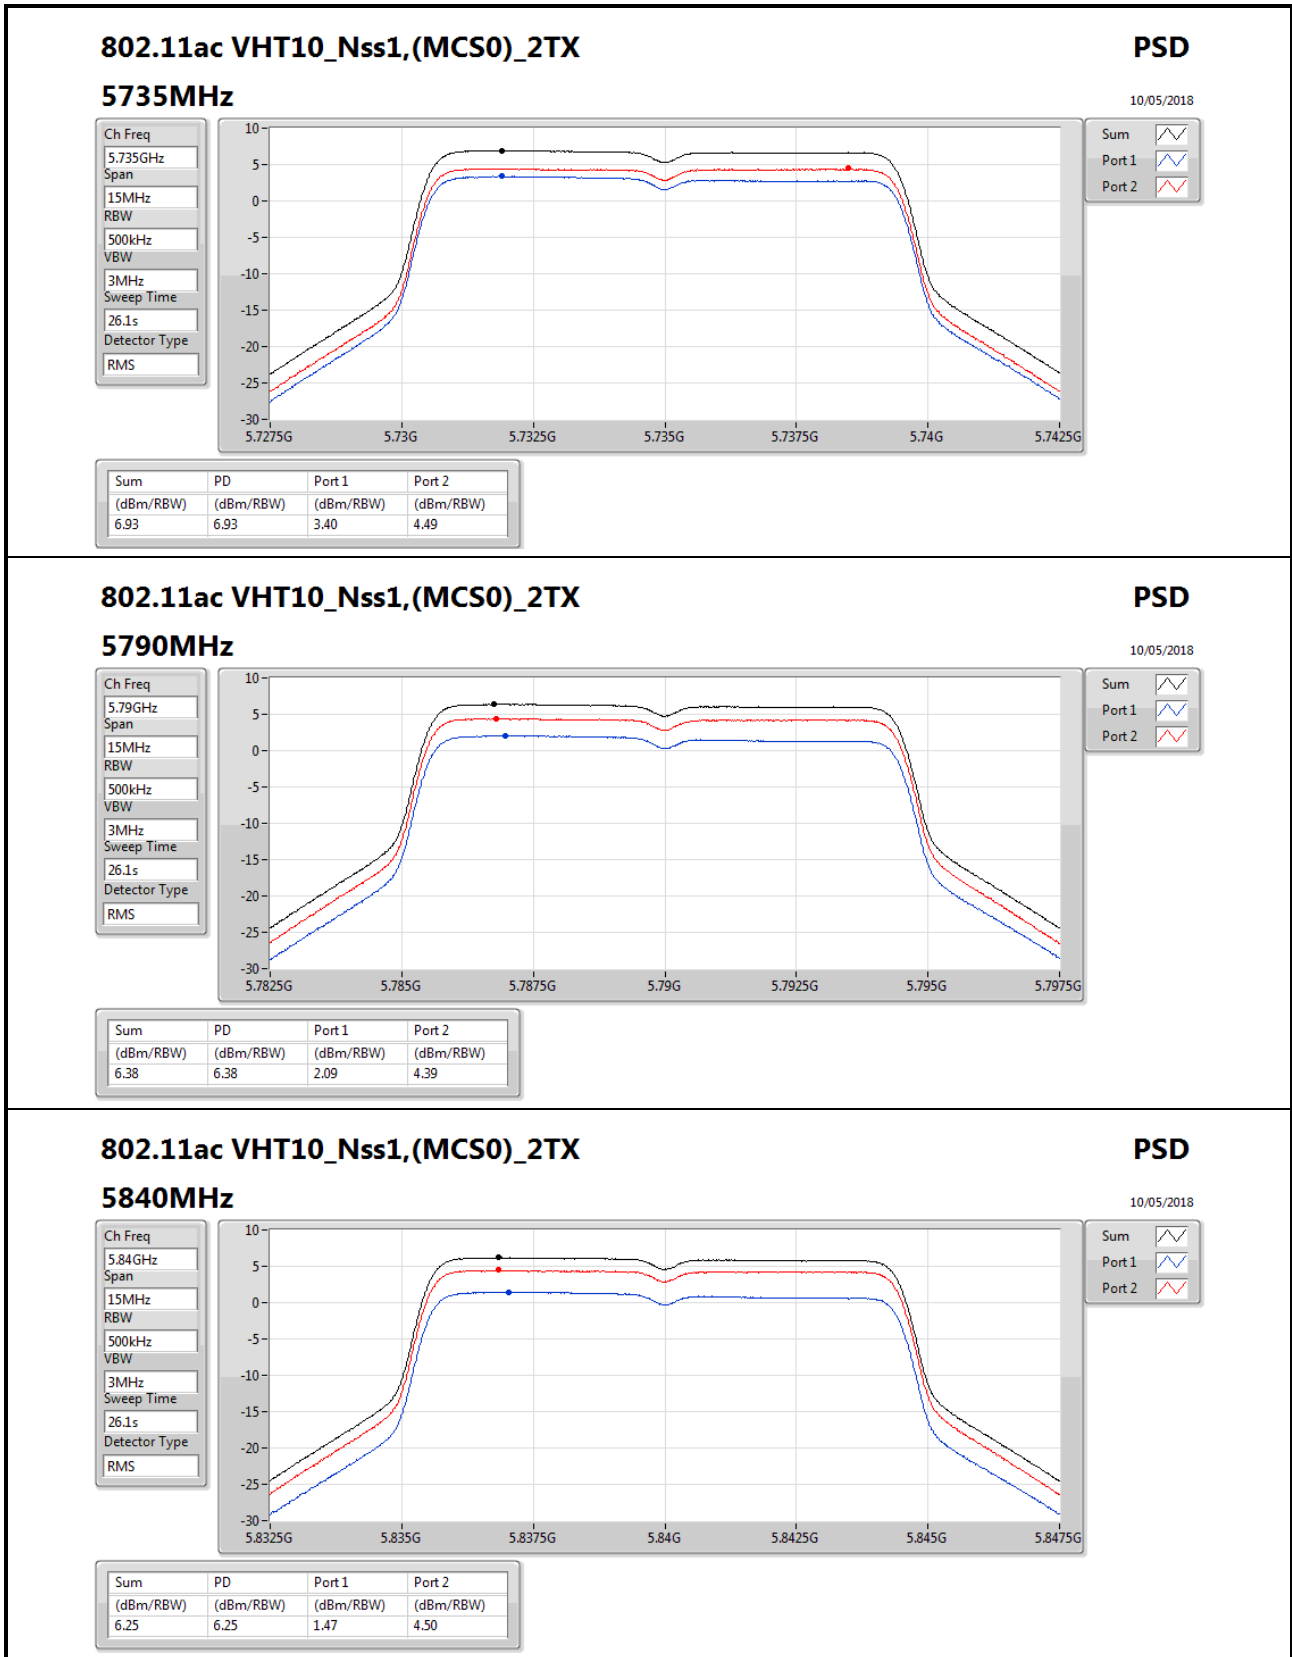 802.11ac VHT10_Nss1,(MCS0)_2TX PSD
5735MHz 10/05/2018
Ch Freq
5.735GHz
Span
15MHz
RBW
500kHz
VBW
3MHz
Sweep Time
26.1s
Detector Type
RMS
10
5
0
-5
-10
-15
-20
-25
-30
5.7275G 5.73G 5.7325G 5.735G 5.7375G 5.74G 5.7425G
Sum
Port 1
Port 2
Sum PD Port 1 Port 2
(dBm/RBW) (dBm/RBW) (dBm/RBW) (dBm/RBW)
6.93 6.93 3.40 4.49
802.11ac VHT10_Nss1,(MCS0)_2TX PSD
5790MHz 10/05/2018
Ch Freq
5.79GHz
Span
15MHz
RBW
500kHz
VBW
3MHz
Sweep Time
26.1s
Detector Type
RMS
10
5
0
-5
-10
-15
-20
-25
-30
5.7825G 5.785G 5.7875G 5.79G 5.7925G 5.795G 5.7975G
Sum
Port 1
Port 2
Sum PD Port 1 Port 2
(dBm/RBW) (dBm/RBW) (dBm/RBW) (dBm/RBW)
6.38 6.38 2.09 4.39
802.11ac VHT10_Nss1,(MCS0)_2TX PSD
5840MHz 10/05/2018
Ch Freq
5.84GHz
Span
15MHz
RBW
500kHz
VBW
3MHz
Sweep Time
26.1s
Detector Type
RMS
10
5
0
-5
-10
-15
-20
-25
-30
5.8325G 5.835G 5.8375G 5.84G 5.8425G 5.845G 5.8475G
Sum
Port 1
Port 2
Sum PD Port 1 Port 2
(dBm/RBW) (dBm/RBW) (dBm/RBW) (dBm/RBW)
6.25 6.25 1.47 4.50